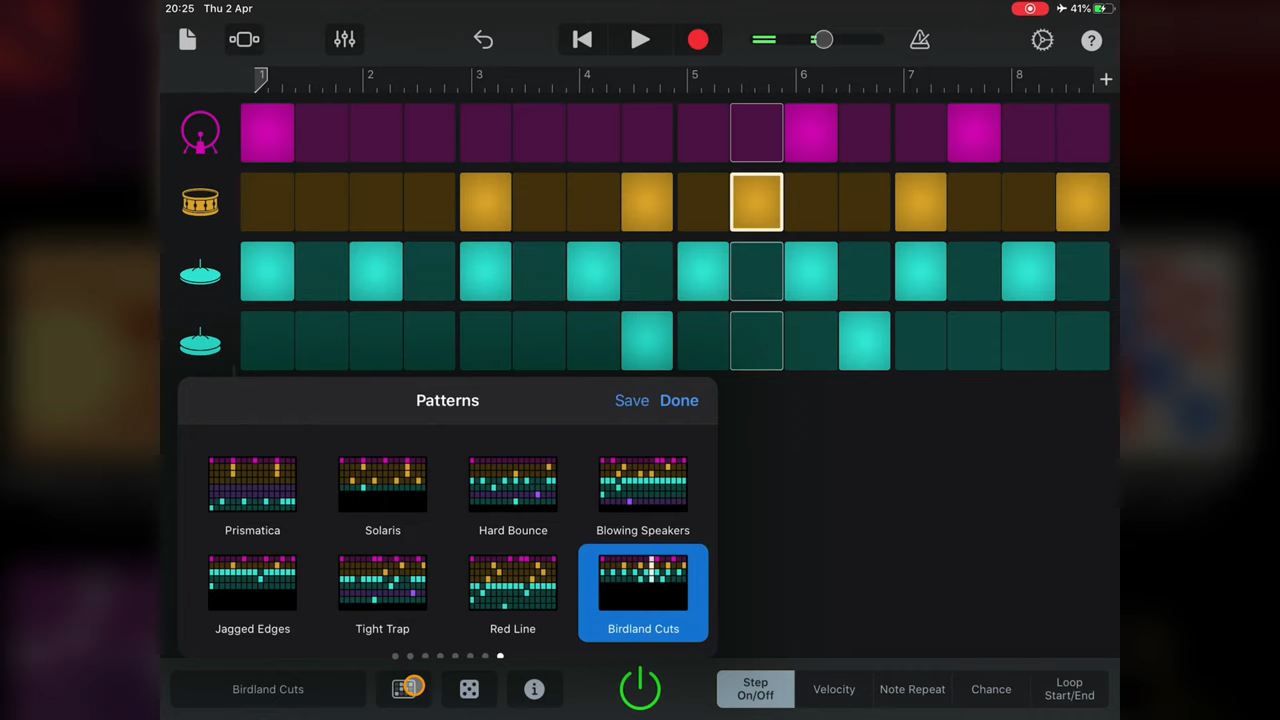 20:25 Thu 2 Apr
41%
1 2 3 4 5 6 7 8
Patterns Save Done
Prismatica Solaris Hard Bounce Blowing Speakers
Jagged Edges Tight Trap Red Line Birdland Cuts
Birdland Cuts
Step
On/Off
Velocity
Note Repeat
Chance
Loop
Start/End